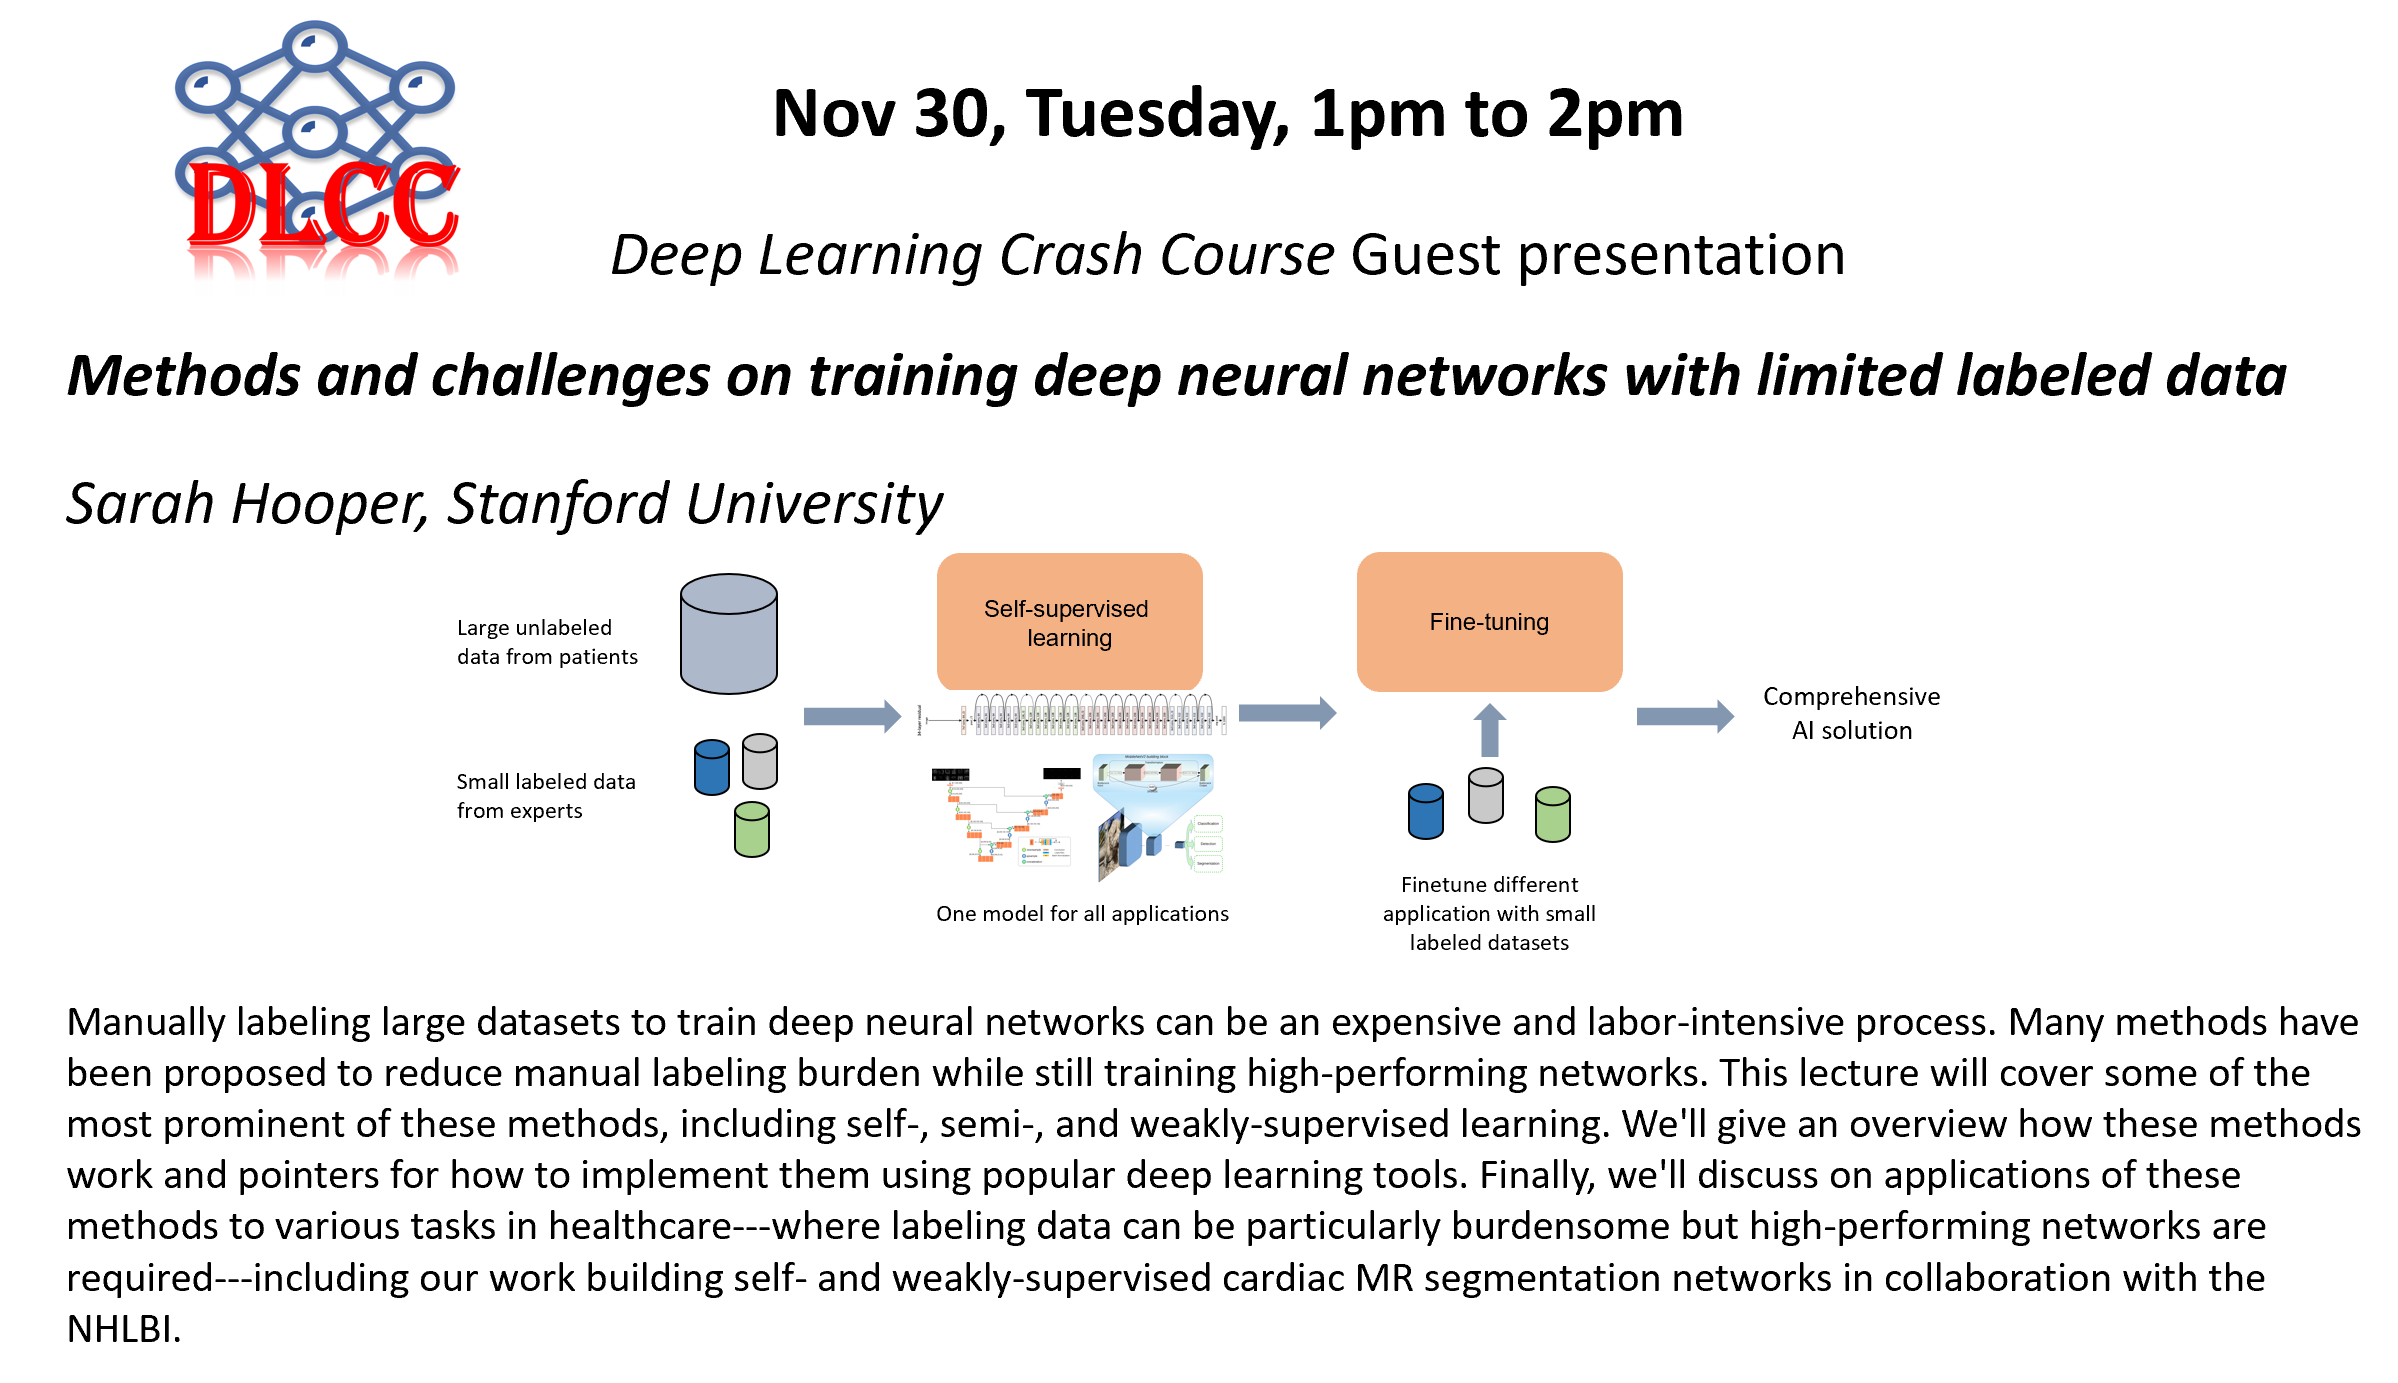 DLCC
Nov 30, Tuesday, 1pm to 2pm
Deep Learning Crash Course Guest presentation
Methods and challenges on training deep neural networks with limited labeled data
Sarah Hooper, Stanford University
Large unlabeled
data from patients
Small labeled data
from experts
Self-supervised
learning
34-layer residual
Classification
Detection
Segmentation
One model for all applications
Fine-tuning
Finetune different
application with small
labeled datasets
Comprehensive
AI solution
Manually labeling large datasets to train deep neural networks can be an expensive and labor-intensive process. Many methods have
been proposed to reduce manual labeling burden while still training high-performing networks. This lecture will cover some of the
most prominent of these methods, including self-, semi-, and weakly-supervised learning. We'll give an overview how these methods
work and pointers for how to implement them using popular deep learning tools. Finally, we'll discuss on applications of these
methods to various tasks in healthcare---where labeling data can be particularly burdensome but high-performing networks are
required---including our work building self- and weakly-supervised cardiac MR segmentation networks in collaboration with the
NHLBI.